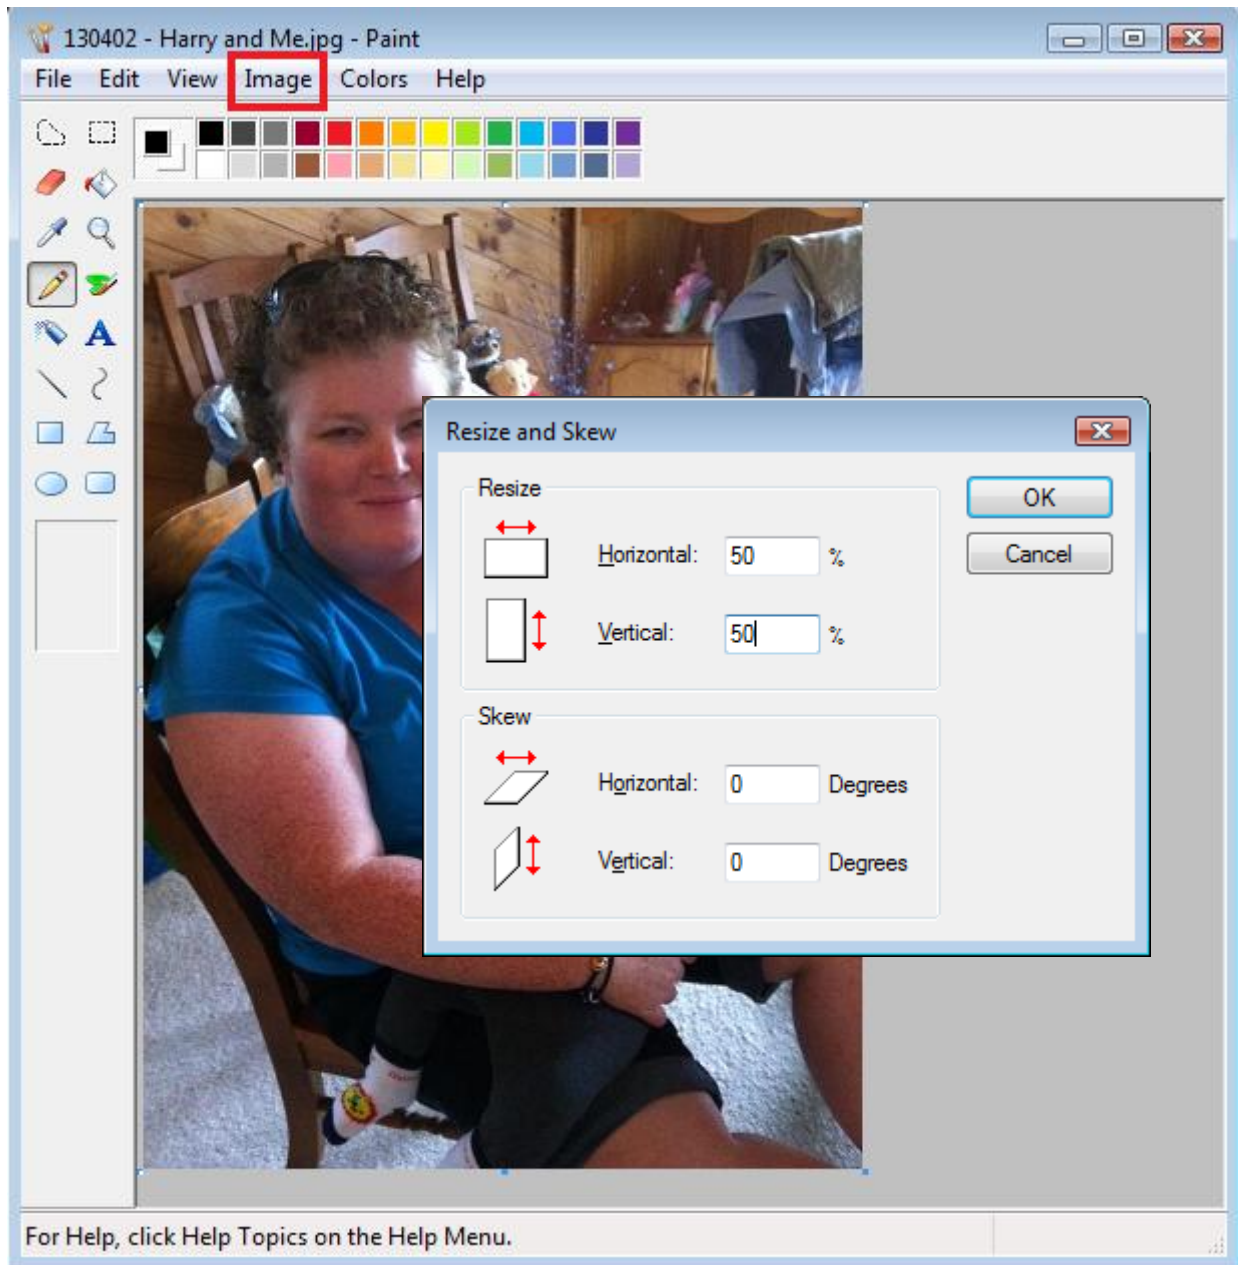 130402 - Harry and Me.jpg - Paint
File Edit View Image Colors Help
A
Resize and Skew
Resize
OK
Horizontal: 50 %
Cancel
Vertical: 50 %
Skew
Horizontal: 0 Degrees
Vertical: 0 Degrees
For Help, click Help Topics on the Help Menu.